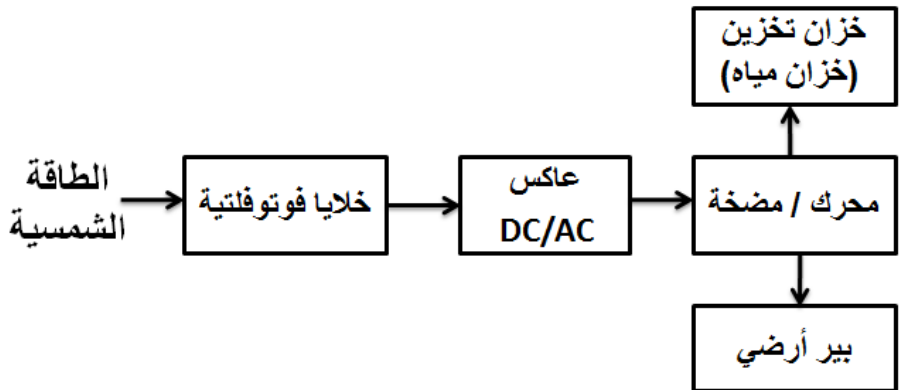 خزان تخزين
(خزان مياه)
الطاقة
الشمسية
خلايا فوتوفلتية
عاكس
DC/AC
محرك / مضخة
بير أرضي